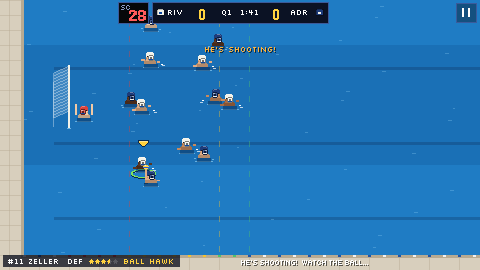 SC
28
RIV 0 Q1 1:41 0 ADR
HE'S SHOOTING!
#11 ZELLER DEF BALL HAWK
HE'S SHOOTING! WATCH THE BALL...